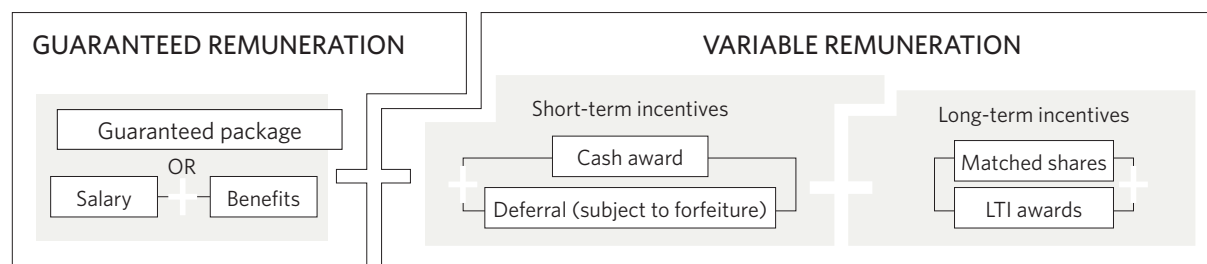 GUARANTEED REMUNERATION
Guaranteed package
OR
Salary
Benefits
VARIABLE REMUNERATION
Short-term incentives
Cash award
Deferral (subject to forfeiture)
Long-term incentives
Matched shares
LTI awards